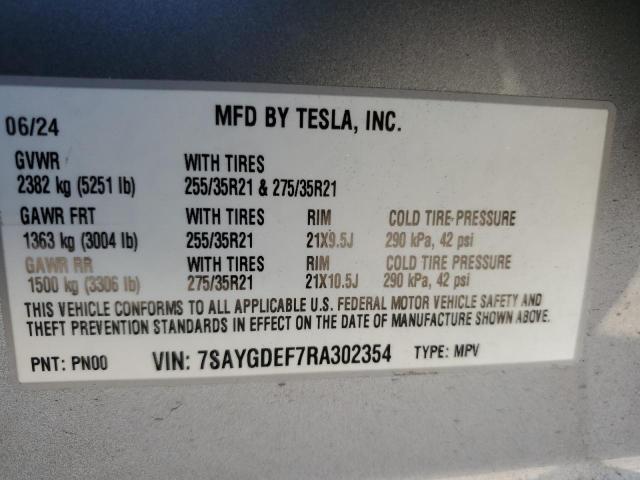 06/24 MFD BY TESLA, INC.
GVWR WITH TIRES
2382 kg (5251 lb) 255/35R21 & 275/35R21
GAWR FRT WITH TIRES RIM COLD TIRE PRESSURE
1363 kg (3004 lb) 255/35R21 21X9.5J 290 kPa, 42 psi
GAWR RR WITH TIRES RIM COLD TIRE PRESSURE
1500 kg (3306 lb) 275/35R21 21X10.5J 290 kPa, 42 psi
THIS VEHICLE CONFORMS TO ALL APPLICABLE U.S. FEDERAL MOTOR VEHICLE SAFETY AND
THEFT PREVENTION STANDARDS IN EFFECT ON THE DATE OF MANUFACTURE SHOWN ABOVE.
PNT: PN00 VIN: 7SAYGDEF7RA302354 TYPE: MPV